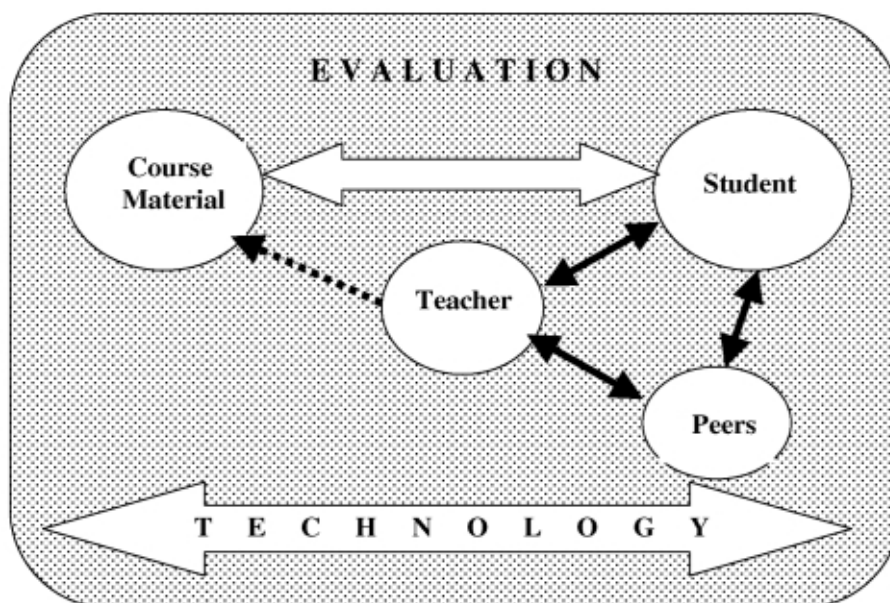 EVALUATION
Course
Material
Student
Teacher
Peers
TECHNOLOGY